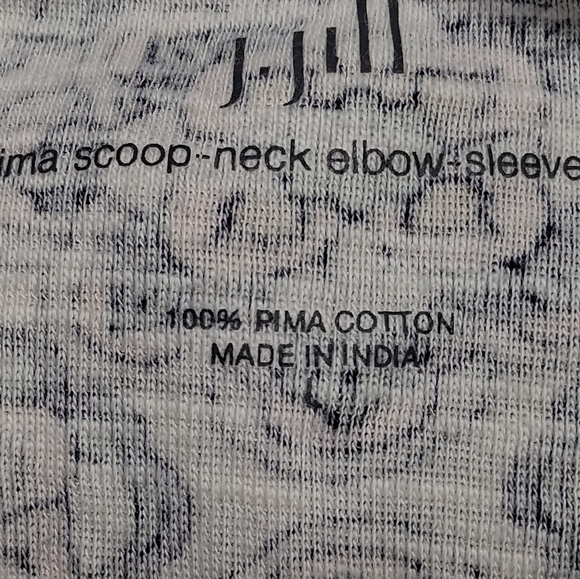 J.Jill
ima scoop-neck elbow-sleeve
100% PIMA COTTON
MADE IN INDIA